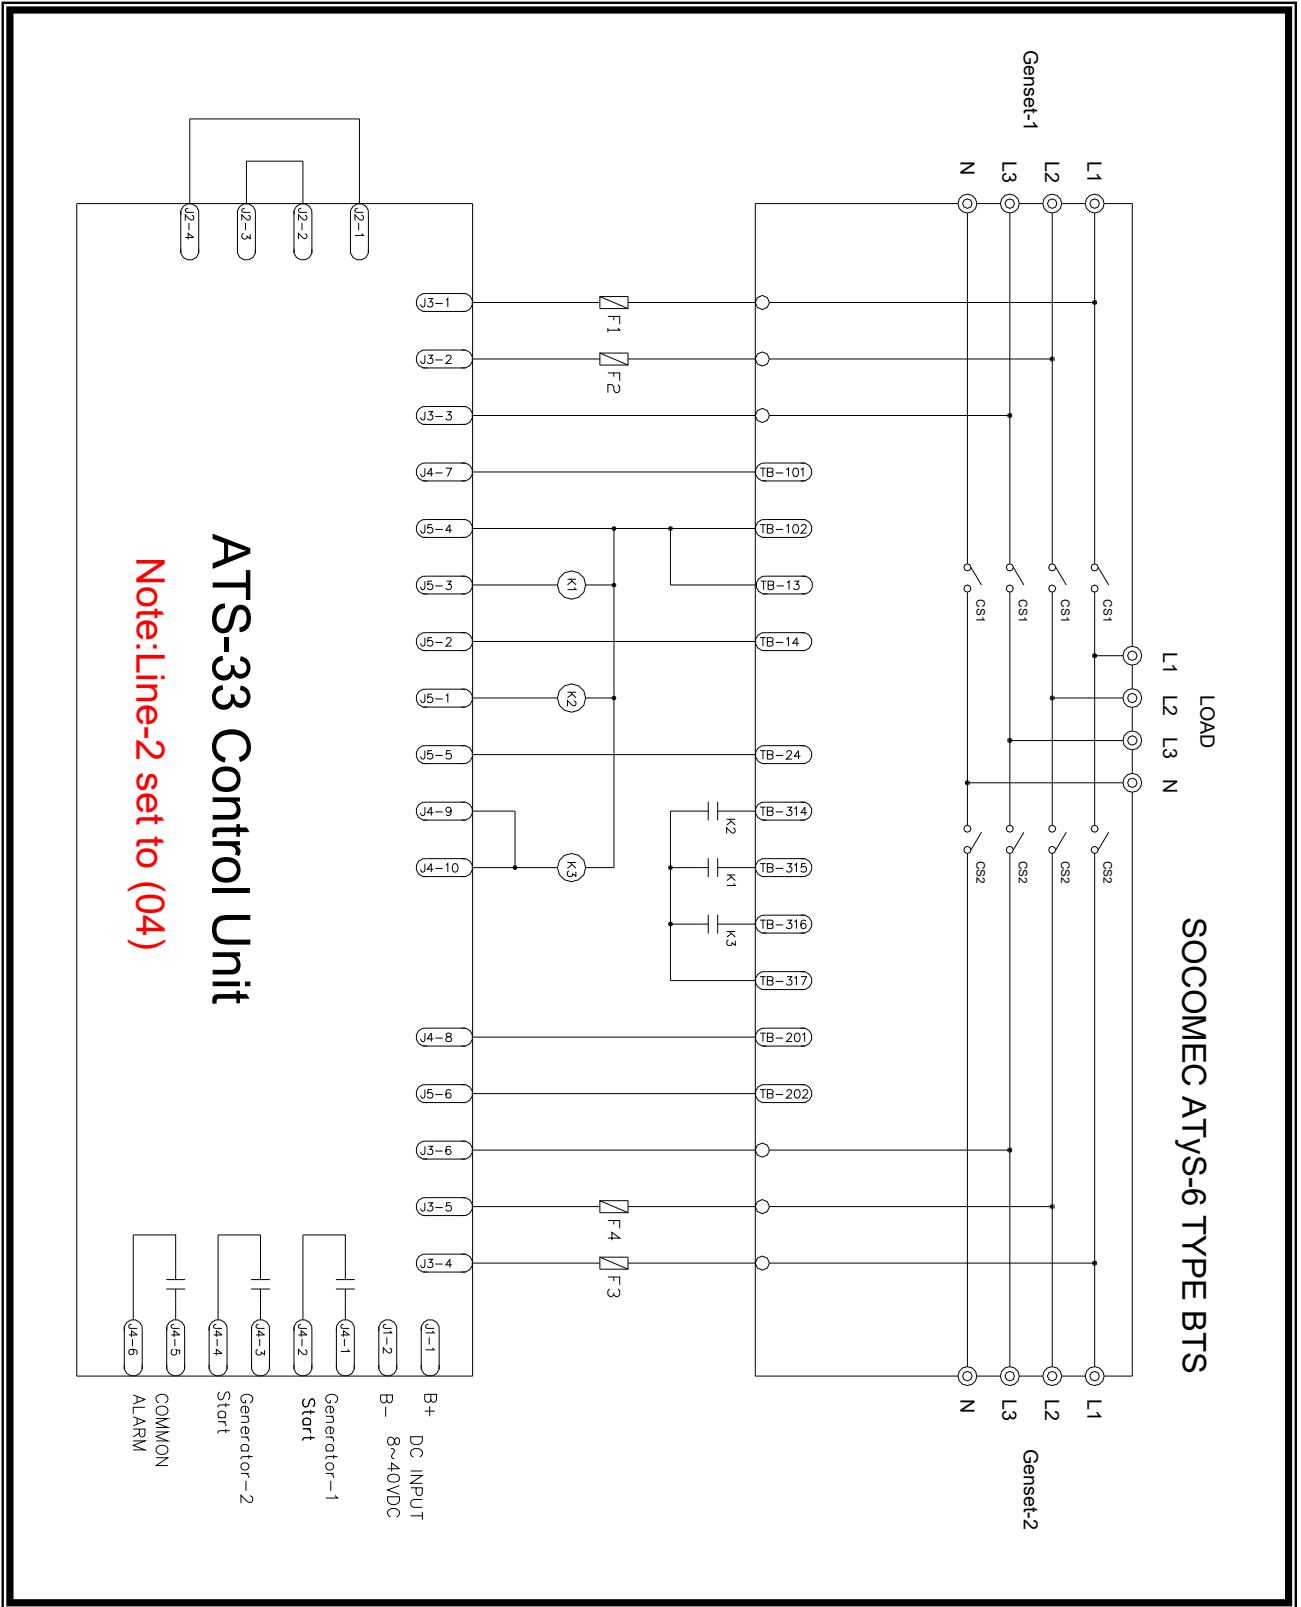 SOCOMEC ATyS-6 TYPE BTS
LOAD
L1 L2 L3 N
Genset-1
L1
L2
L3
N
CS1
CS1
CS1
CS1
CS2
CS2
CS2
CS2
Genset-2
L1
L2
L3
N
TB-101
TB-102
TB-13
TB-14
TB-24
TB-314
TB-315
TB-316
TB-317
TB-201
TB-202
K2
K1
K3
F1
F2
F4
F3
K1
K2
K3
J3-1
J3-2
J3-3
J4-7
J5-4
J5-3
J5-2
J5-1
J5-5
J4-9
J4-10
J4-8
J5-6
J3-6
J3-5
J3-4
J2-1
J2-2
J2-3
J2-4
ATS-33 Control Unit
Note:Line-2 set to (04)
J1-1
B+
DC INPUT
J1-2
B-
8~40VDC
J4-1
Generator-1
J4-2
Start
J4-3
Generator-2
J4-4
Start
J4-5
COMMON
J4-6
ALARM